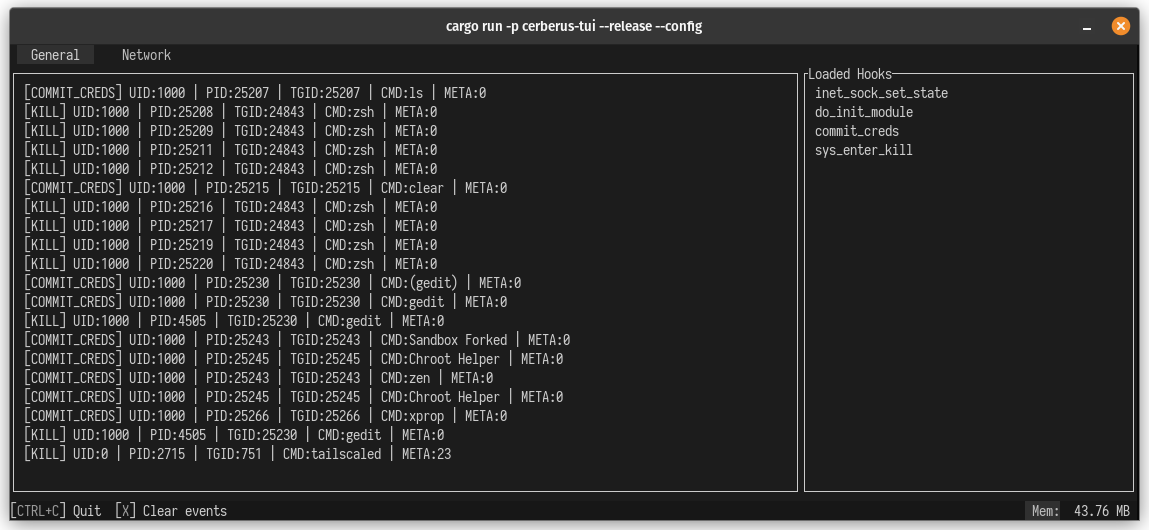 cargo run -p cerberus-tui --release --config
General Network
[COMMIT_CREDS] UID:1000 | PID:25207 | TGID:25207 | CMD:ls | META:0
[KILL] UID:1000 | PID:25208 | TGID:24843 | CMD:zsh | META:0
[KILL] UID:1000 | PID:25209 | TGID:24843 | CMD:zsh | META:0
[KILL] UID:1000 | PID:25211 | TGID:24843 | CMD:zsh | META:0
[KILL] UID:1000 | PID:25212 | TGID:24843 | CMD:zsh | META:0
[COMMIT_CREDS] UID:1000 | PID:25215 | TGID:25215 | CMD:clear | META:0
[KILL] UID:1000 | PID:25216 | TGID:24843 | CMD:zsh | META:0
[KILL] UID:1000 | PID:25217 | TGID:24843 | CMD:zsh | META:0
[KILL] UID:1000 | PID:25219 | TGID:24843 | CMD:zsh | META:0
[KILL] UID:1000 | PID:25220 | TGID:24843 | CMD:zsh | META:0
[COMMIT_CREDS] UID:1000 | PID:25230 | TGID:25230 | CMD:(gedit) | META:0
[COMMIT_CREDS] UID:1000 | PID:25230 | TGID:25230 | CMD:gedit | META:0
[KILL] UID:1000 | PID:4505 | TGID:25230 | CMD:gedit | META:0
[COMMIT_CREDS] UID:1000 | PID:25243 | TGID:25243 | CMD:Sandbox Forked | META:0
[COMMIT_CREDS] UID:1000 | PID:25245 | TGID:25245 | CMD:Chroot Helper | META:0
[COMMIT_CREDS] UID:1000 | PID:25243 | TGID:25243 | CMD:zen | META:0
[COMMIT_CREDS] UID:1000 | PID:25245 | TGID:25245 | CMD:Chroot Helper | META:0
[COMMIT_CREDS] UID:1000 | PID:25266 | TGID:25266 | CMD:xprop | META:0
[KILL] UID:1000 | PID:4505 | TGID:25230 | CMD:gedit | META:0
[KILL] UID:0 | PID:2715 | TGID:751 | CMD:tailscaled | META:23
Loaded Hooks
inet_sock_set_state
do_init_module
commit_creds
sys_enter_kill
[CTRL+C] Quit [X] Clear events
Mem: 43.76 MB